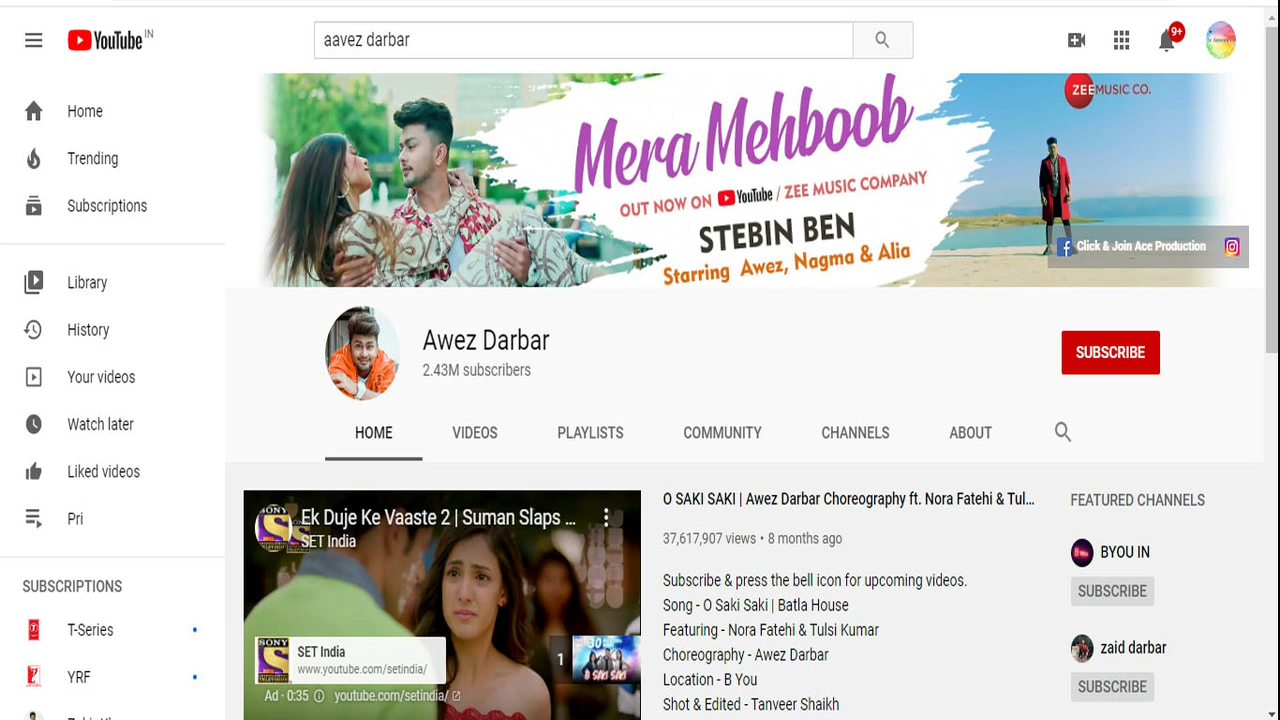 YouTube IN
aavez darbar
9+
Home
Trending
Subscriptions
Library
History
Your videos
Watch later
Liked videos
Pri
SUBSCRIPTIONS
T-Series
YRF
ZEE MUSIC CO.
Mera Mehboob
OUT NOW ON YouTube / ZEE MUSIC COMPANY
STEBIN BEN
Starring Awez, Nagma & Alia
Click & Join Ace Production
Awez Darbar
2.43M subscribers
SUBSCRIBE
HOME VIDEOS PLAYLISTS COMMUNITY CHANNELS ABOUT
SONY
Ek Duje Ke Vaaste 2 | Suman Slaps ...
SET India
SONY
SET India
www.youtube.com/setindia/
Ad · 0:35 youtube.com/setindia/
1
O SAKI SAKI
O SAKI SAKI | Awez Darbar Choreography ft. Nora Fatehi & Tul...
37,617,907 views • 8 months ago
Subscribe & press the bell icon for upcoming videos.
Song - O Saki Saki | Batla House
Featuring - Nora Fatehi & Tulsi Kumar
Choreography - Awez Darbar
Location - B You
Shot & Edited - Tanveer Shaikh
FEATURED CHANNELS
BYOU IN
SUBSCRIBE
zaid darbar
SUBSCRIBE